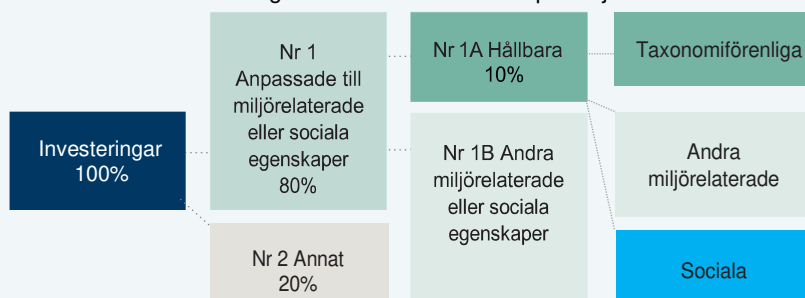 Investeringar
100%
Nr 1
Anpassade till
miljörelaterade
eller sociala
egenskaper
80%
Nr 2 Annat
20%
Nr 1A Hållbara
10%
Nr 1B Andra
miljörelaterade
eller sociala
egenskaper
Taxonomiförenliga
Andra
miljörelaterade
Sociala